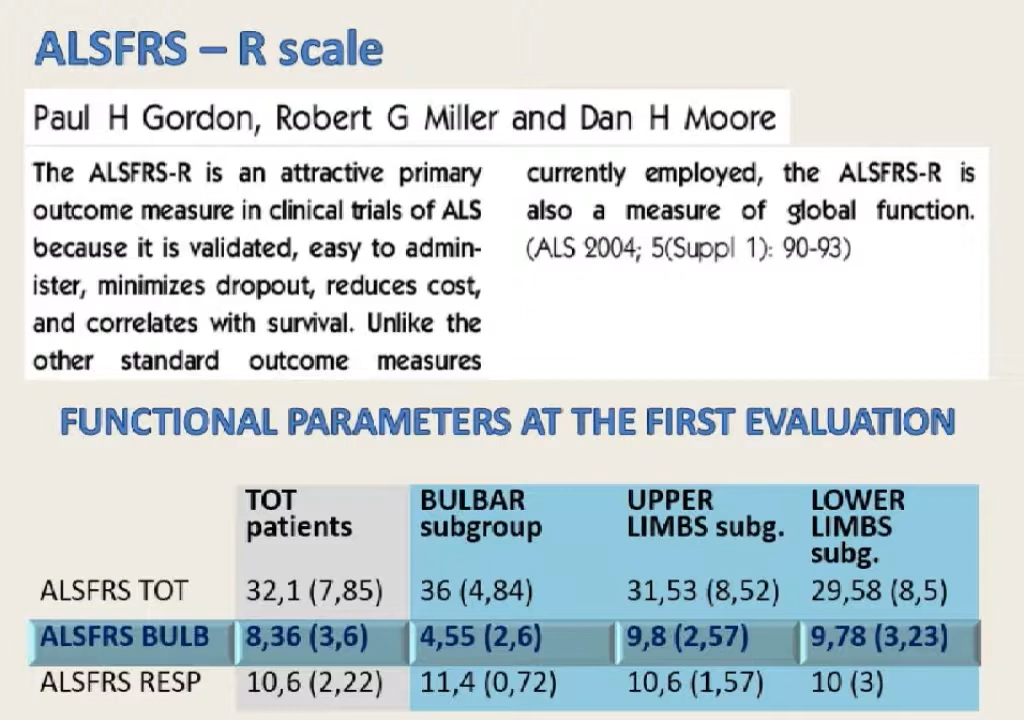 ALSFRS – R scale
Paul H Gordon, Robert G Miller and Dan H Moore
The ALSFRS-R is an attractive primary
outcome measure in clinical trials of ALS
because it is validated, easy to admin-
ister, minimizes dropout, reduces cost,
and correlates with survival. Unlike the
other standard outcome measures
currently employed, the ALSFRS-R is
also a measure of global function.
(ALS 2004; 5(Suppl 1): 90-93)
FUNCTIONAL PARAMETERS AT THE FIRST EVALUATION
TOT patients BULBAR subgroup UPPER LIMBS subg. LOWER LIMBS subg.
ALSFRS TOT 32,1 (7,85) 36 (4,84) 31,53 (8,52) 29,58 (8,5)
ALSFRS BULB 8,36 (3,6) 4,55 (2,6) 9,8 (2,57) 9,78 (3,23)
ALSFRS RESP 10,6 (2,22) 11,4 (0,72) 10,6 (1,57) 10 (3)